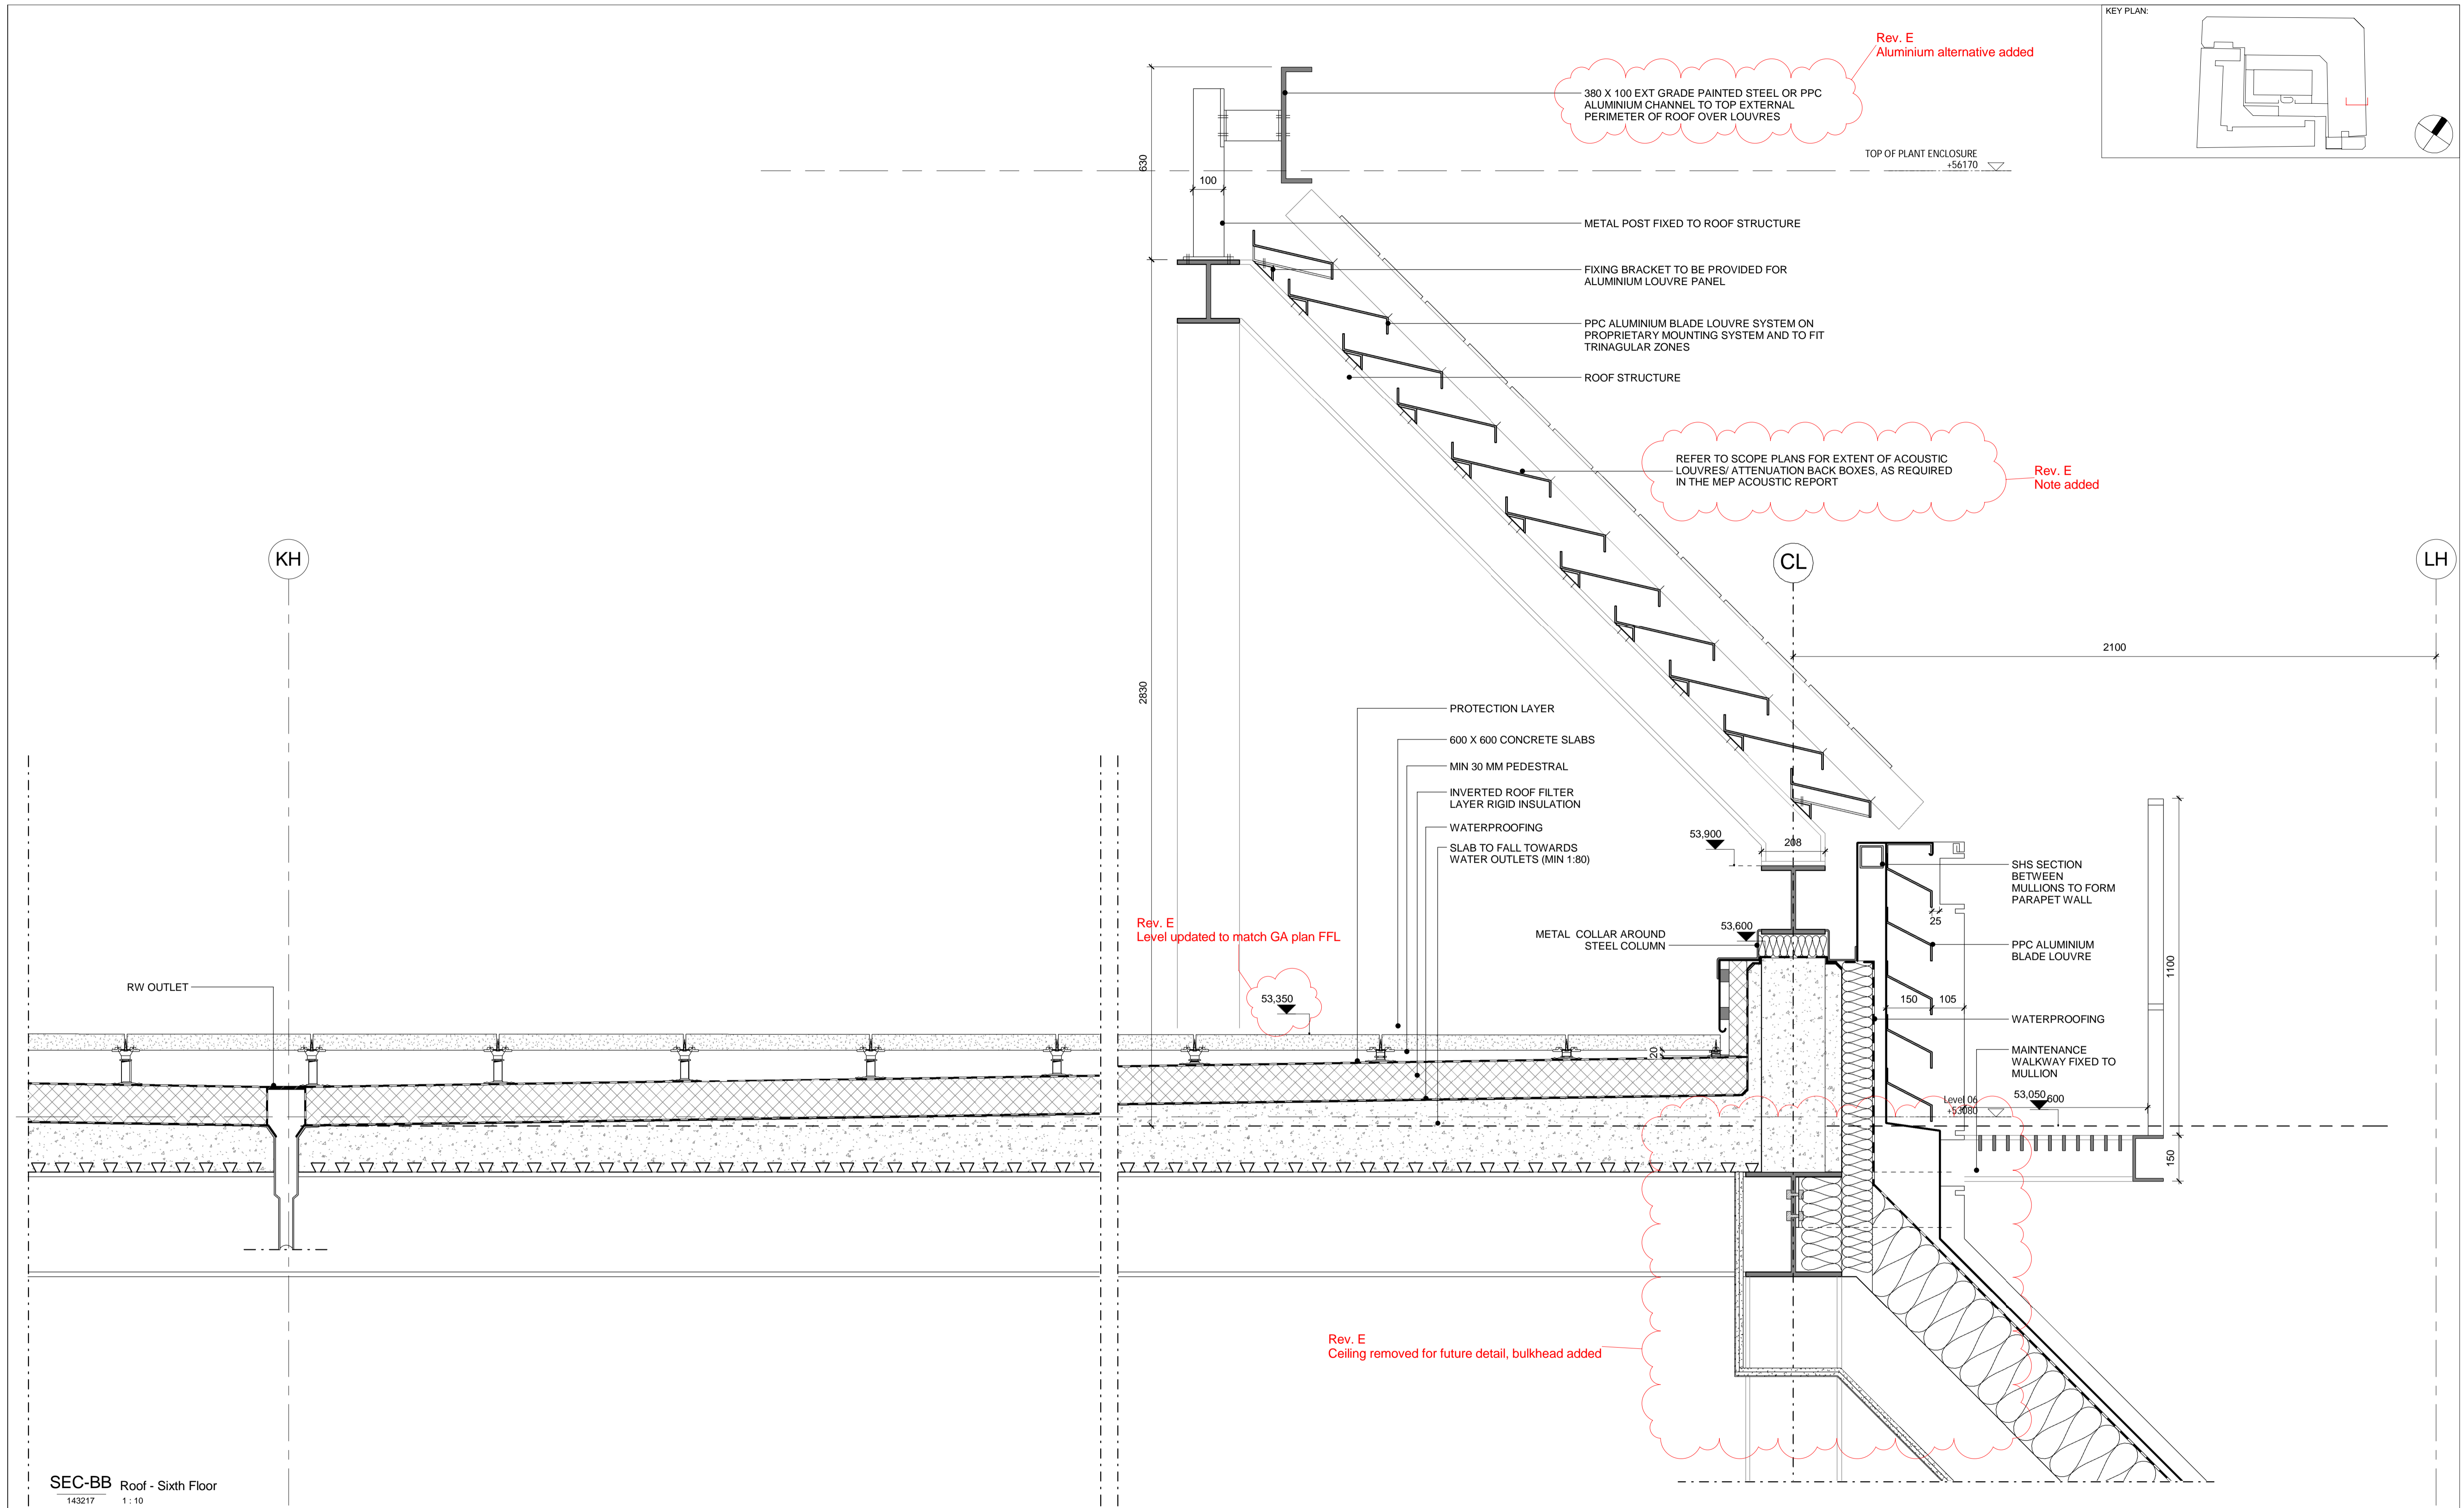 KEY PLAN:
Rev. E
Aluminium alternative added
380 X 100 EXT GRADE PAINTED STEEL OR PPC
ALUMINIUM CHANNEL TO TOP EXTERNAL
PERIMETER OF ROOF OVER LOUVRES
TOP OF PLANT ENCLOSURE
+56170
630
100
METAL POST FIXED TO ROOF STRUCTURE
FIXING BRACKET TO BE PROVIDED FOR
ALUMINIUM LOUVRE PANEL
PPC ALUMINIUM BLADE LOUVRE SYSTEM ON
PROPRIETARY MOUNTING SYSTEM AND TO FIT
TRINAGULAR ZONES
ROOF STRUCTURE
REFER TO SCOPE PLANS FOR EXTENT OF ACOUSTIC
LOUVRES/ ATTENUATION BACK BOXES, AS REQUIRED
IN THE MEP ACOUSTIC REPORT
Rev. E
Note added
KH
CL
LH
2100
2830
PROTECTION LAYER
600 X 600 CONCRETE SLABS
MIN 30 MM PEDESTRAL
INVERTED ROOF FILTER
LAYER RIGID INSULATION
WATERPROOFING
SLAB TO FALL TOWARDS
WATER OUTLETS (MIN 1:80)
53,900
208
SHS SECTION
BETWEEN
MULLIONS TO FORM
PARAPET WALL
25
Rev. E
Level updated to match GA plan FFL
METAL COLLAR AROUND
STEEL COLUMN
53,600
PPC ALUMINIUM
BLADE LOUVRE
1100
RW OUTLET
53,350
150
105
WATERPROOFING
20
MAINTENANCE
WALKWAY FIXED TO
MULLION
Level 06
+53080
53,050
600
150
Rev. E
Ceiling removed for future detail, bulkhead added
SEC-BB Roof - Sixth Floor
143217 1 : 10